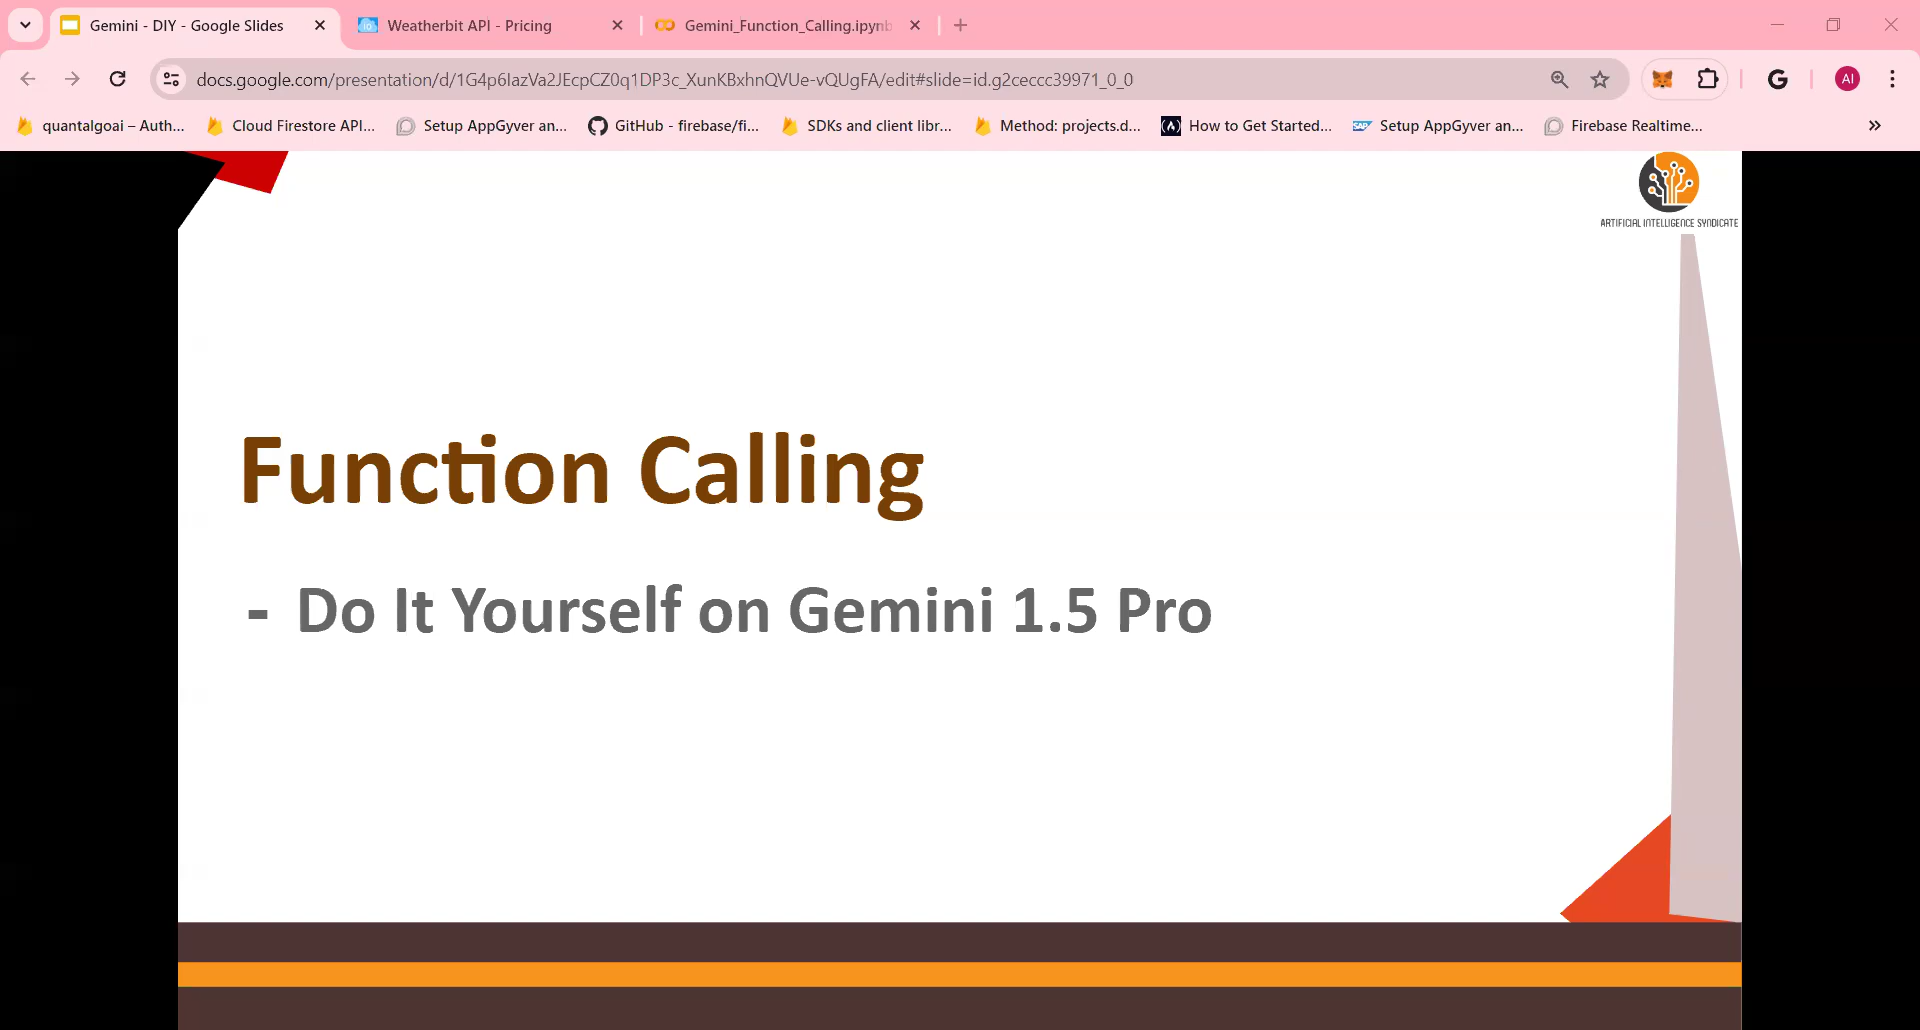 Gemini - DIY - Google Slides
Weatherbit API - Pricing
Gemini_Function_Calling.ipynb
docs.google.com/presentation/d/1G4p6IazVa2JEcpCZ0q1DP3c_XunKBxhnQVUe-vQUgFA/edit#slide=id.g2ceccc39971_0_0
AI
quantalgoai – Auth...
Cloud Firestore API...
Setup AppGyver an...
GitHub - firebase/fi...
SDKs and client libr...
Method: projects.d...
How to Get Started...
SAP
Setup AppGyver an...
Firebase Realtime...
ARTIFICIAL INTELLIGENCE SYNDICATE
Function Calling
- Do It Yourself on Gemini 1.5 Pro